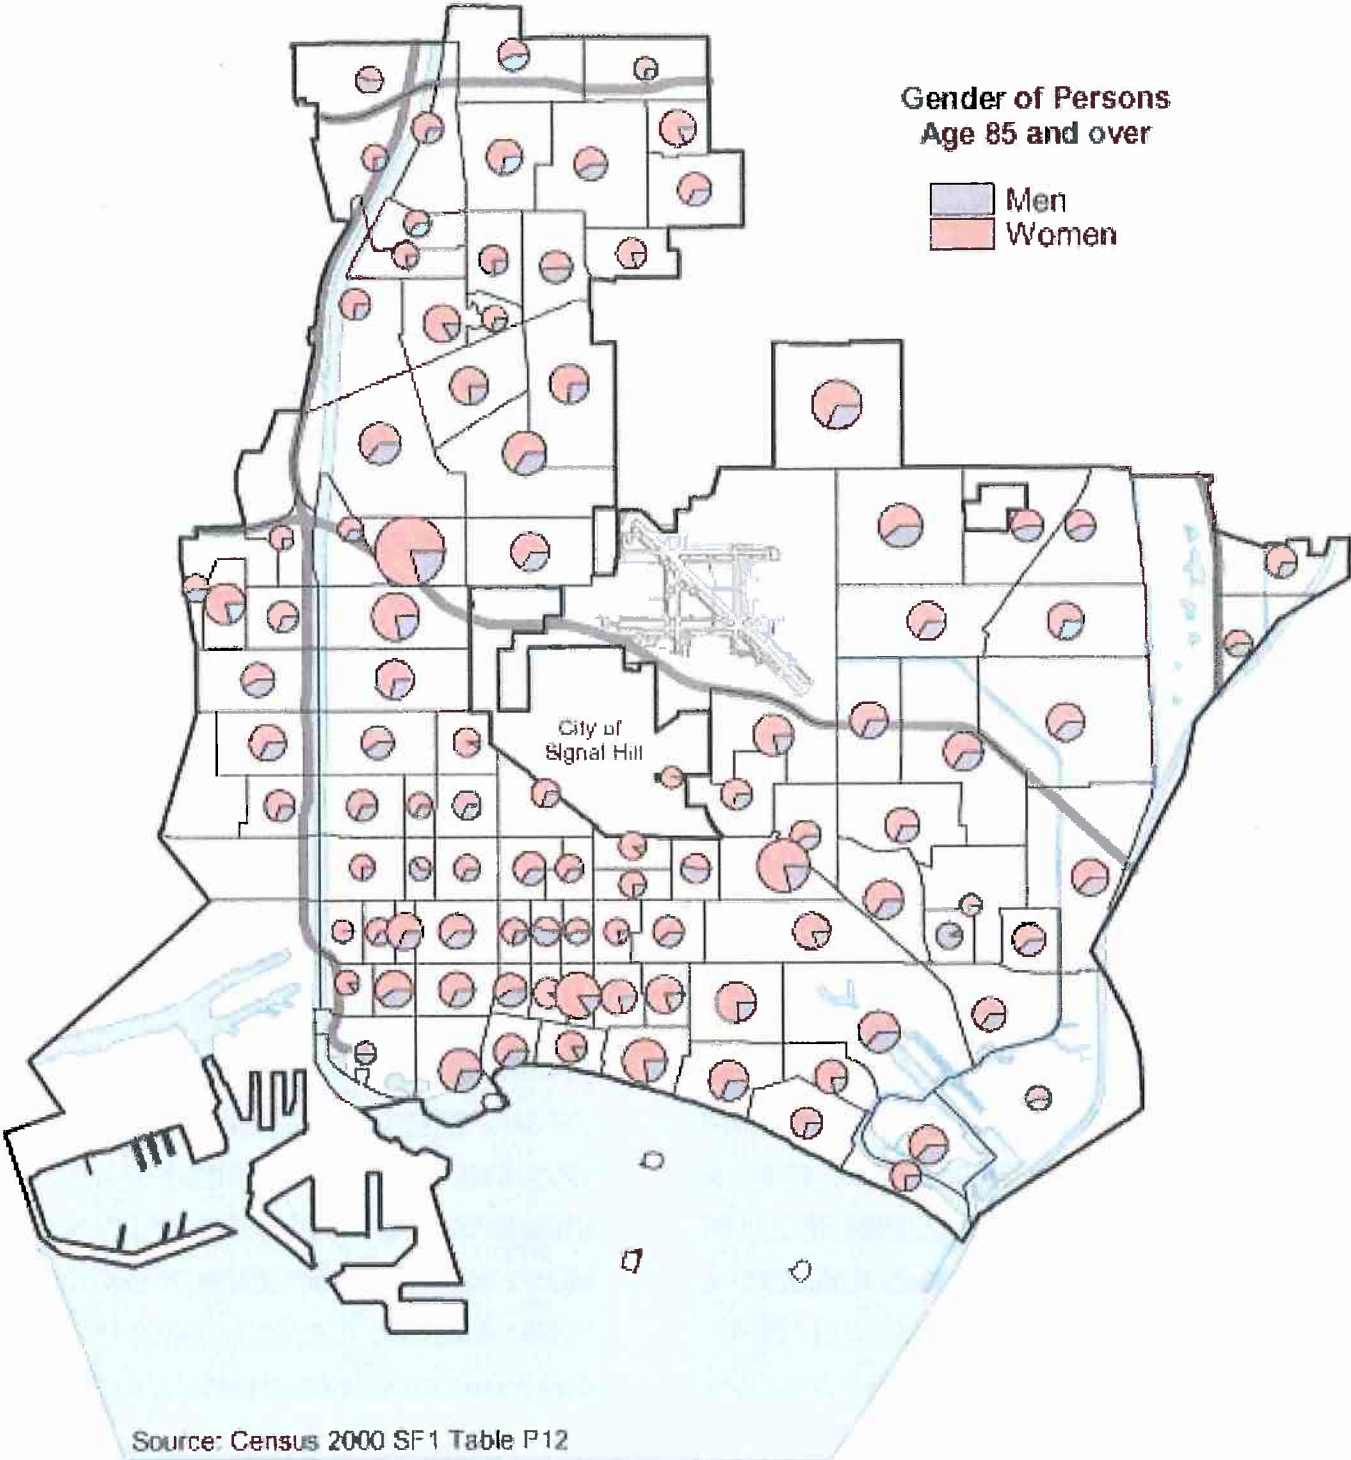 Gender of Persons
Age 85 and over
Men
Women
City of
Signal Hill
Source: Census 2000 SF1 Table P12